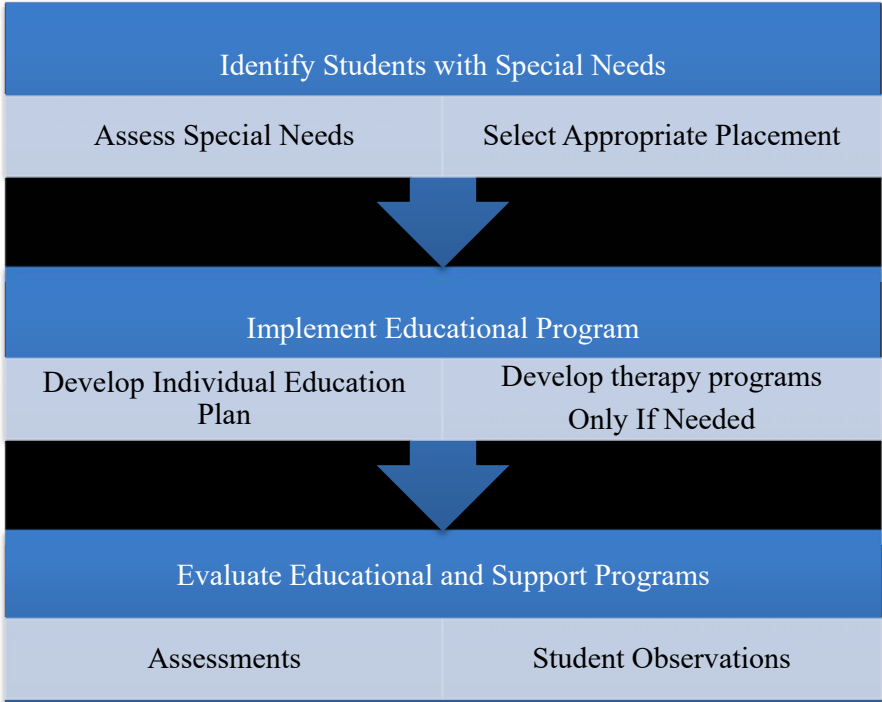 Identify Students with Special Needs
Assess Special Needs
Select Appropriate Placement
Implement Educational Program
Develop Individual Education
Plan
Develop therapy programs
Only If Needed
Evaluate Educational and Support Programs
Assessments
Student Observations